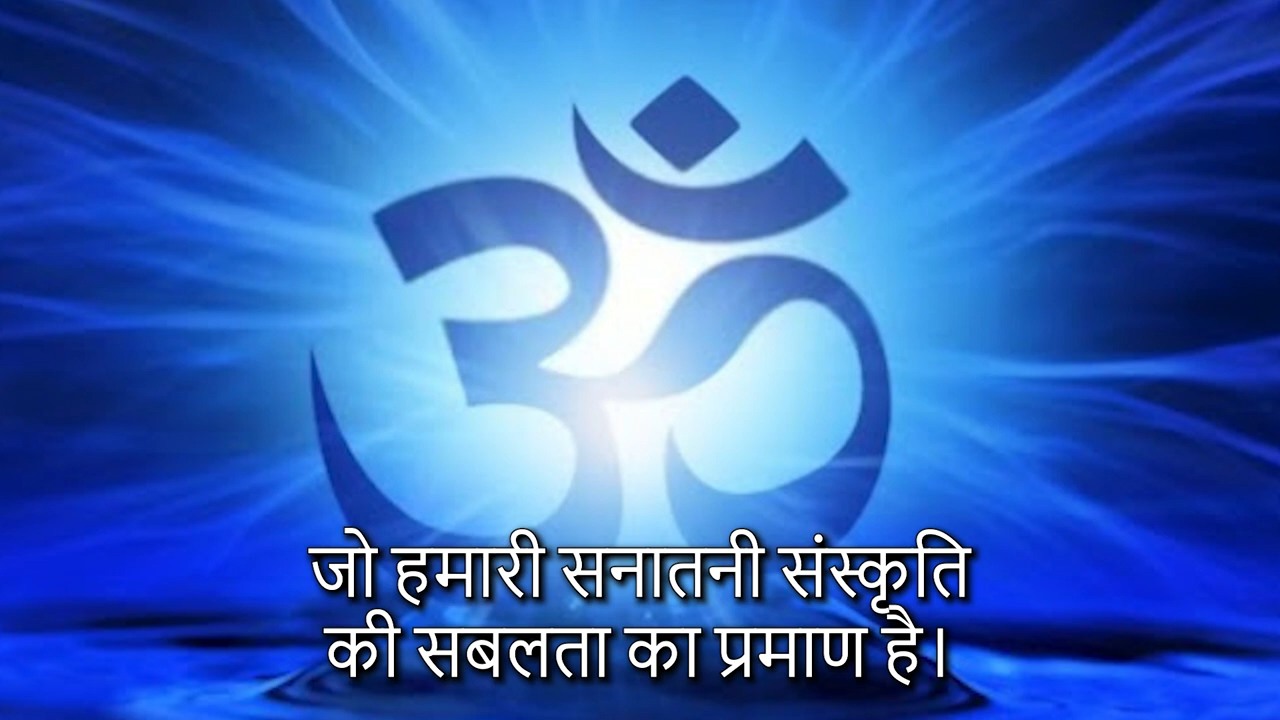 ॐ
जो हमारी सनातनी संस्कृति
की सबलता का प्रमाण है।